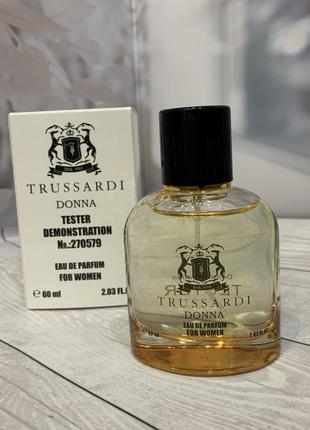 TRUSSARDI
DONNA
TESTER
DEMONSTRATION
No.:270579
EAU DE PARFUM
FOR WOMEN
e 60 ml 2.03 fl.
TRUSSARDI
DONNA
EAU DE PARFUM
FOR WOMEN